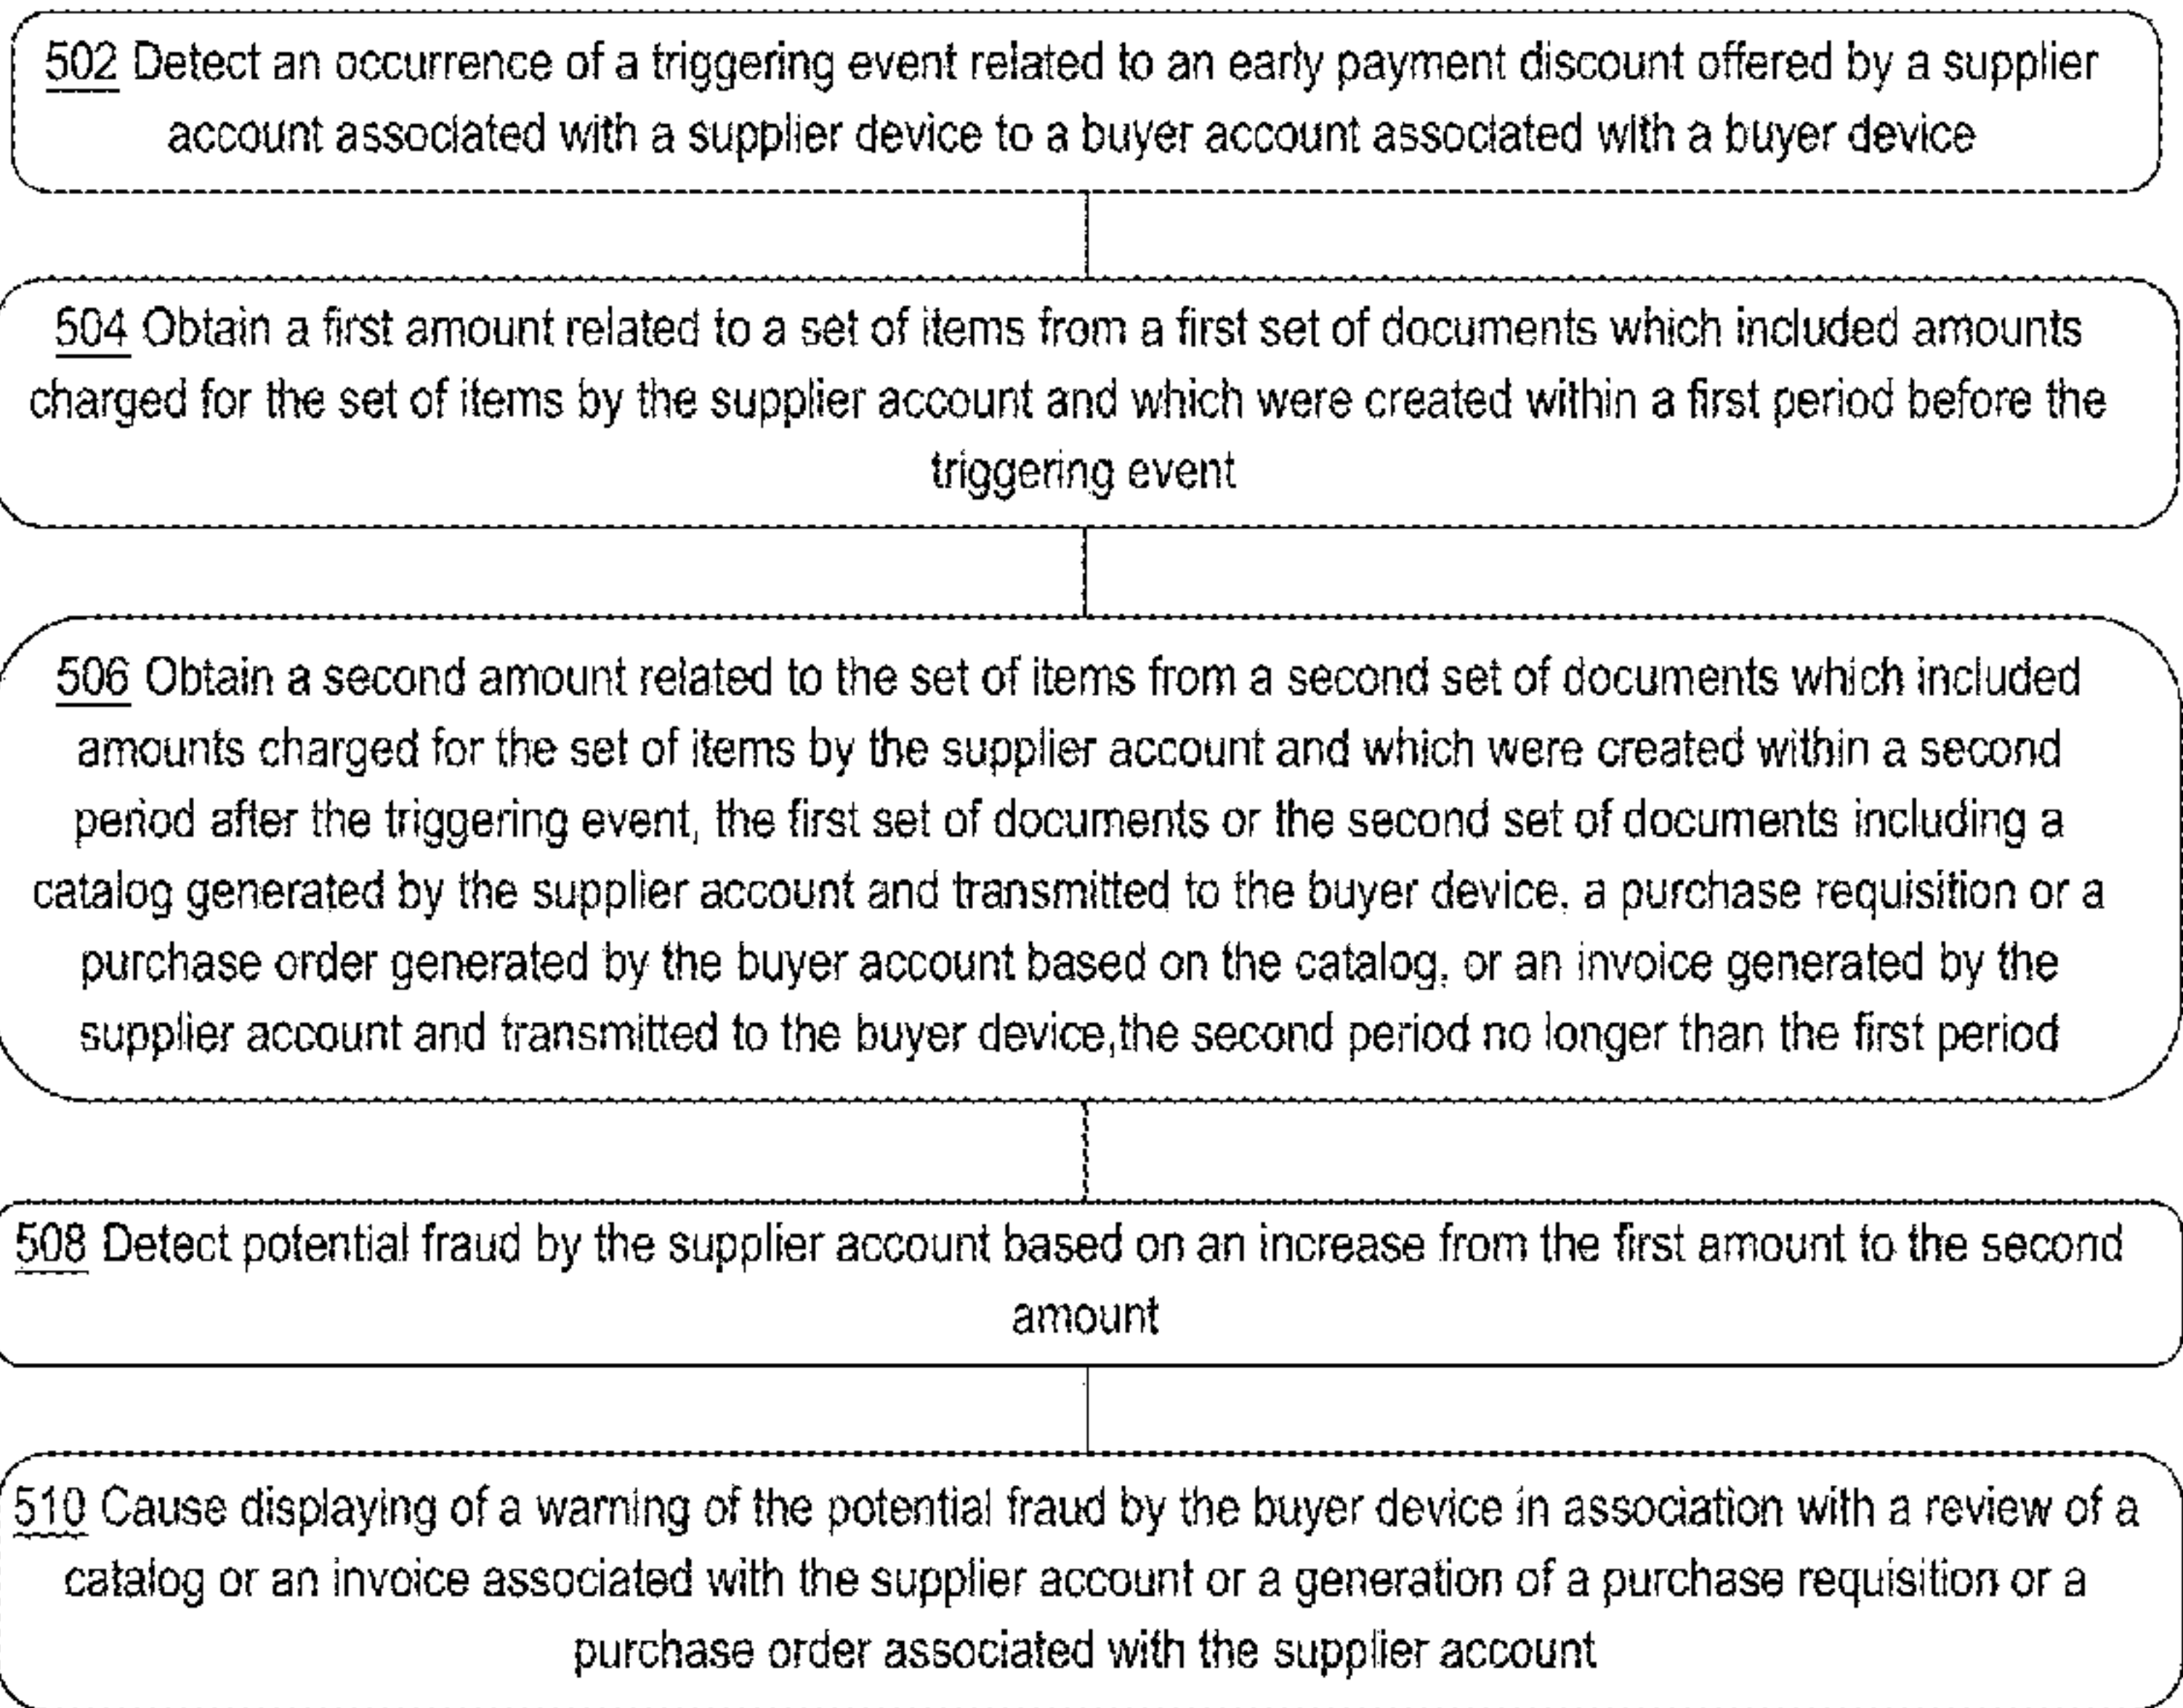 502 Detect an occurrence of a triggering event related to an early payment discount offered by a supplier
account associated with a supplier device to a buyer account associated with a buyer device
504 Obtain a first amount related to a set of items from a first set of documents which included amounts
charged for the set of items by the supplier account and which were created within a first period before the
triggering event
506 Obtain a second amount related to the set of items from a second set of documents which included
amounts charged for the set of items by the supplier account and which were created within a second
period after the triggering event, the first set of documents or the second set of documents including a
catalog generated by the supplier account and transmitted to the buyer device, a purchase requisition or a
purchase order generated by the buyer account based on the catalog, or an invoice generated by the
supplier account and transmitted to the buyer device,the second period no longer than the first period
508 Detect potential fraud by the supplier account based on an increase from the first amount to the second
amount
510 Cause displaying of a warning of the potential fraud by the buyer device in association with a review of a
catalog or an invoice associated with the supplier account or a generation of a purchase requisition or a
purchase order associated with the supplier account